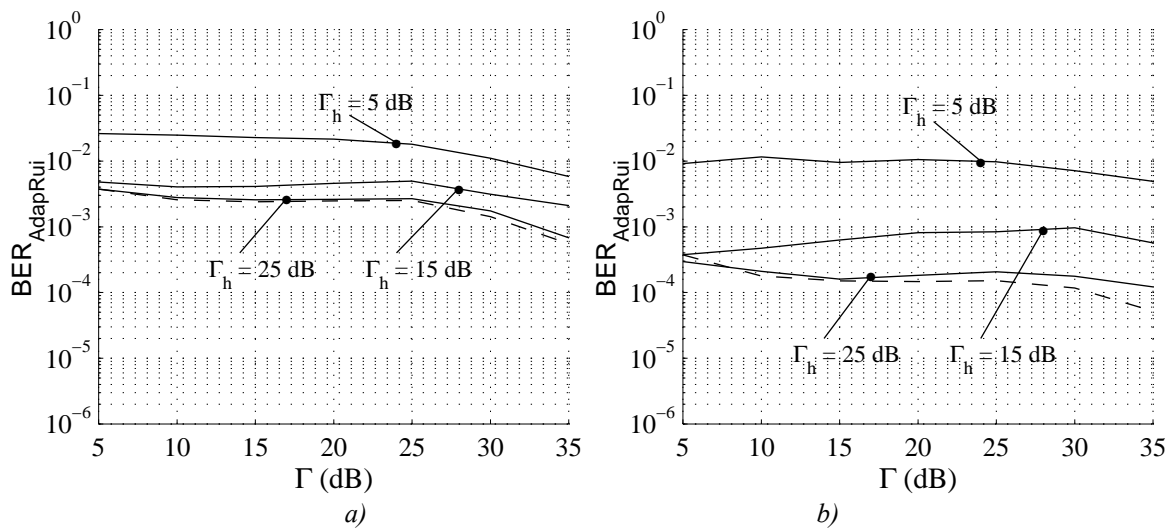 10^0
10^−1
10^−2
10^−3
10^−4
10^−5
10^−6
BER_AdapRui
Γ_h = 5 dB
Γ_h = 25 dB
Γ_h = 15 dB
5 10 15 20 25 30 35
Γ (dB)
a)
10^0
10^−1
10^−2
10^−3
10^−4
10^−5
10^−6
BER_AdapRui
Γ_h = 5 dB
Γ_h = 25 dB
Γ_h = 15 dB
5 10 15 20 25 30 35
Γ (dB)
b)